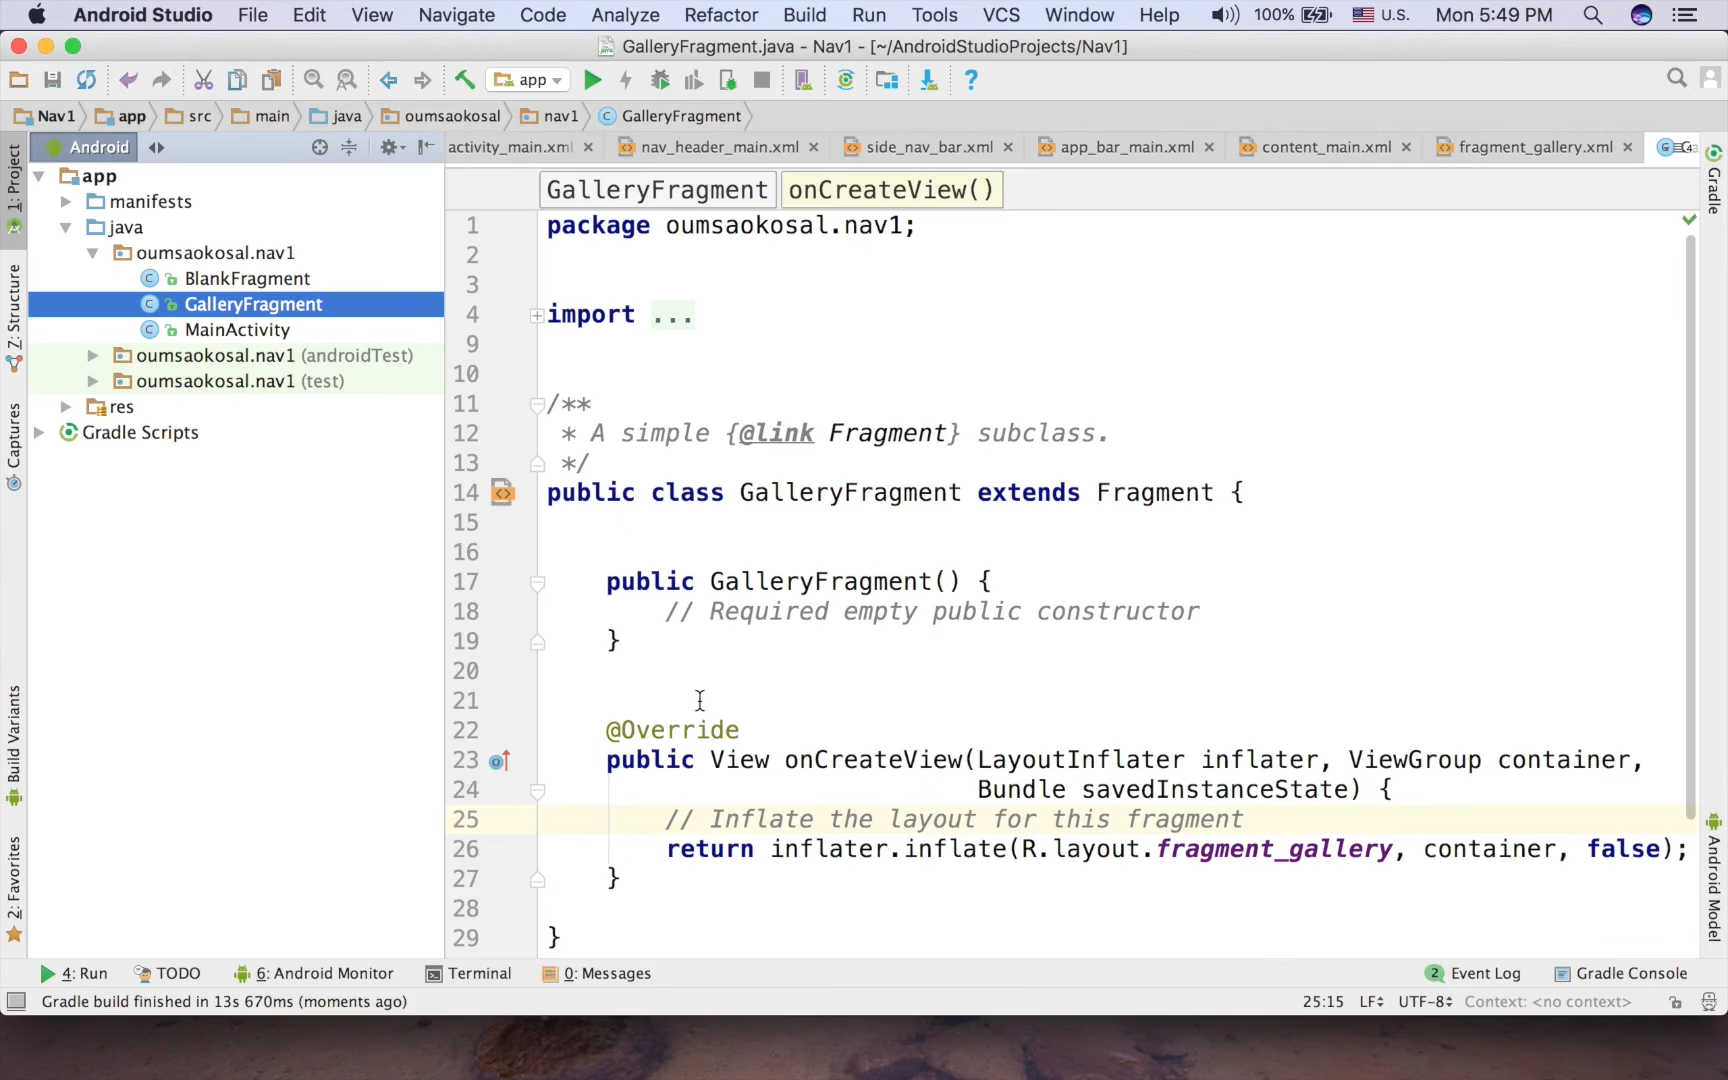 Android Studio File Edit View Navigate Code Analyze Refactor Build Run Tools VCS Window Help 100% U.S. Mon 5:49 PM
GalleryFragment.java - Nav1 - [~/AndroidStudioProjects/Nav1]
app
Nav1 app src main java oumsaokosal nav1 GalleryFragment
Android
activity_main.xml nav_header_main.xml side_nav_bar.xml app_bar_main.xml content_main.xml fragment_gallery.xml
1: Project
Z: Structure
Captures
Build Variants
2: Favorites
app
manifests
java
oumsaokosal.nav1
BlankFragment
GalleryFragment
MainActivity
oumsaokosal.nav1 (androidTest)
oumsaokosal.nav1 (test)
res
Gradle Scripts
GalleryFragment onCreateView()
1 package oumsaokosal.nav1;
2
3
4 import ...
9
10
11 /**
12 * A simple {@link Fragment} subclass.
13 */
14 public class GalleryFragment extends Fragment {
15
16
17 public GalleryFragment() {
18 // Required empty public constructor
19 }
20
21
22 @Override
23 public View onCreateView(LayoutInflater inflater, ViewGroup container,
24 Bundle savedInstanceState) {
25 // Inflate the layout for this fragment
26 return inflater.inflate(R.layout.fragment_gallery, container, false);
27 }
28
29 }
Gradle
Android Model
4: Run TODO 6: Android Monitor Terminal 0: Messages 2 Event Log Gradle Console
Gradle build finished in 13s 670ms (moments ago) 25:15 LF UTF-8 Context: <no context>